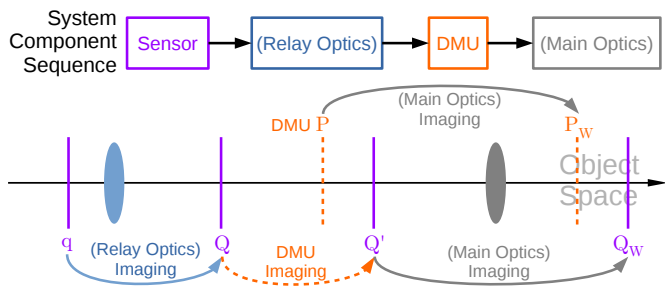 System
Component
Sequence
Sensor
(Relay Optics)
DMU
(Main Optics)
(Main Optics)
Imaging
DMU P
P_W
Object
Space
q
(Relay Optics)
Imaging
Q
DMU
Imaging
Q'
(Main Optics)
Imaging
Q_W